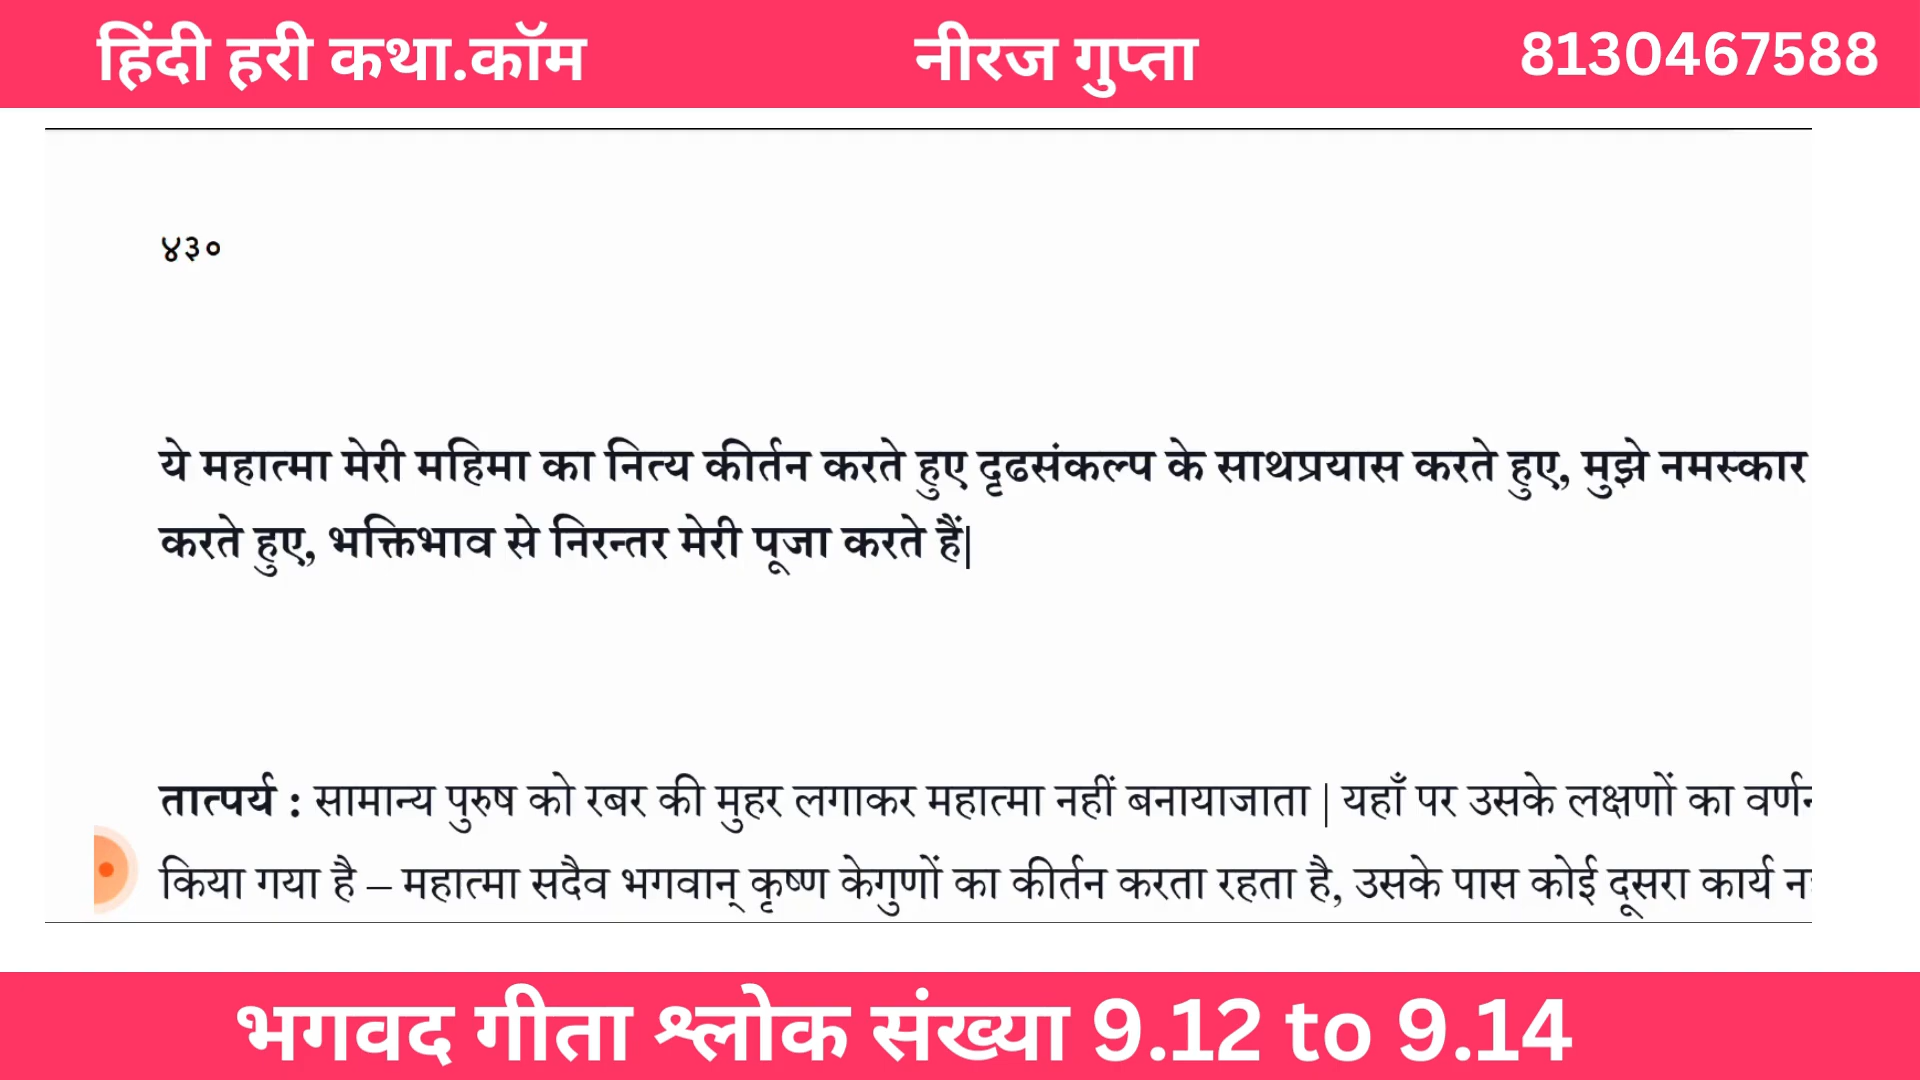 हिंदी हरी कथा.कॉम नीरज गुप्ता 8130467588
४३०
ये महात्मा मेरी महिमा का नित्य कीर्तन करते हुए दृढसंकल्प के साथप्रयास करते हुए, मुझे नमस्कार
करते हुए, भक्तिभाव से निरन्तर मेरी पूजा करते हैं|
तात्पर्य : सामान्य पुरुष को रबर की मुहर लगाकर महात्मा नहीं बनायाजाता | यहाँ पर उसके लक्षणों का
किया गया है – महात्मा सदैव भगवान् कृष्ण केगुणों का कीर्तन करता रहता है, उसके पास कोई दूसरा कार्य
भगवद गीता श्लोक संख्या 9.12 to 9.14